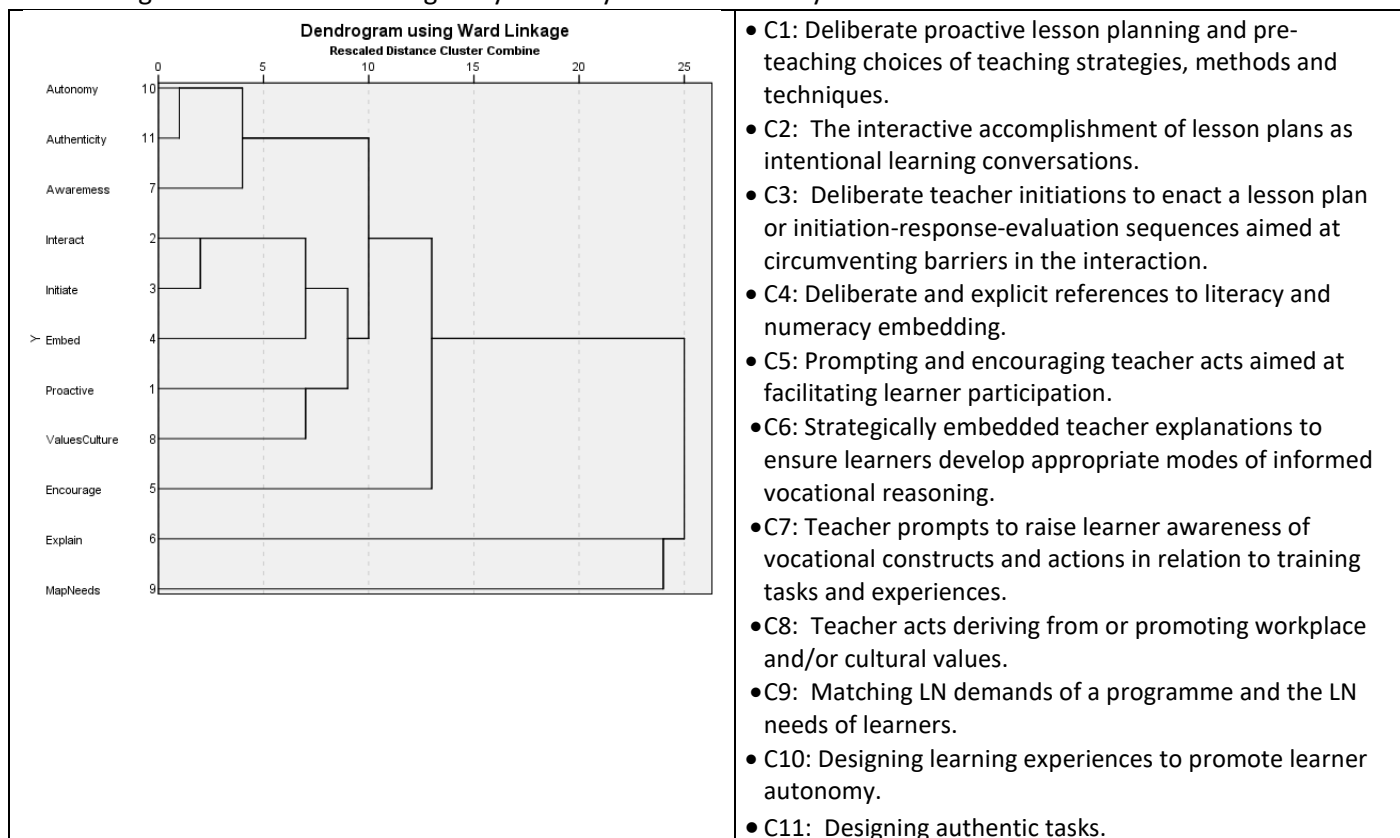 Dendrogram using Ward Linkage
Rescaled Distance Cluster Combine
0 5 10 15 20 25
Autonomy 10
Authenticity 11
Awaremess 7
Interact 2
Initiate 3
Y Embed 4
Proactive 1
ValuesCulture 8
Encourage 5
Explain 6
MapNeeds 9
• C1: Deliberate proactive lesson planning and pre-
teaching choices of teaching strategies, methods and
techniques.
• C2: The interactive accomplishment of lesson plans as
intentional learning conversations.
• C3: Deliberate teacher initiations to enact a lesson plan
or initiation-response-evaluation sequences aimed at
circumventing barriers in the interaction.
• C4: Deliberate and explicit references to literacy and
numeracy embedding.
• C5: Prompting and encouraging teacher acts aimed at
facilitating learner participation.
•C6: Strategically embedded teacher explanations to
ensure learners develop appropriate modes of informed
vocational reasoning.
•C7: Teacher prompts to raise learner awareness of
vocational constructs and actions in relation to training
tasks and experiences.
•C8: Teacher acts deriving from or promoting workplace
and/or cultural values.
•C9: Matching LN demands of a programme and the LN
needs of learners.
• C10: Designing learning experiences to promote learner
autonomy.
• C11: Designing authentic tasks.